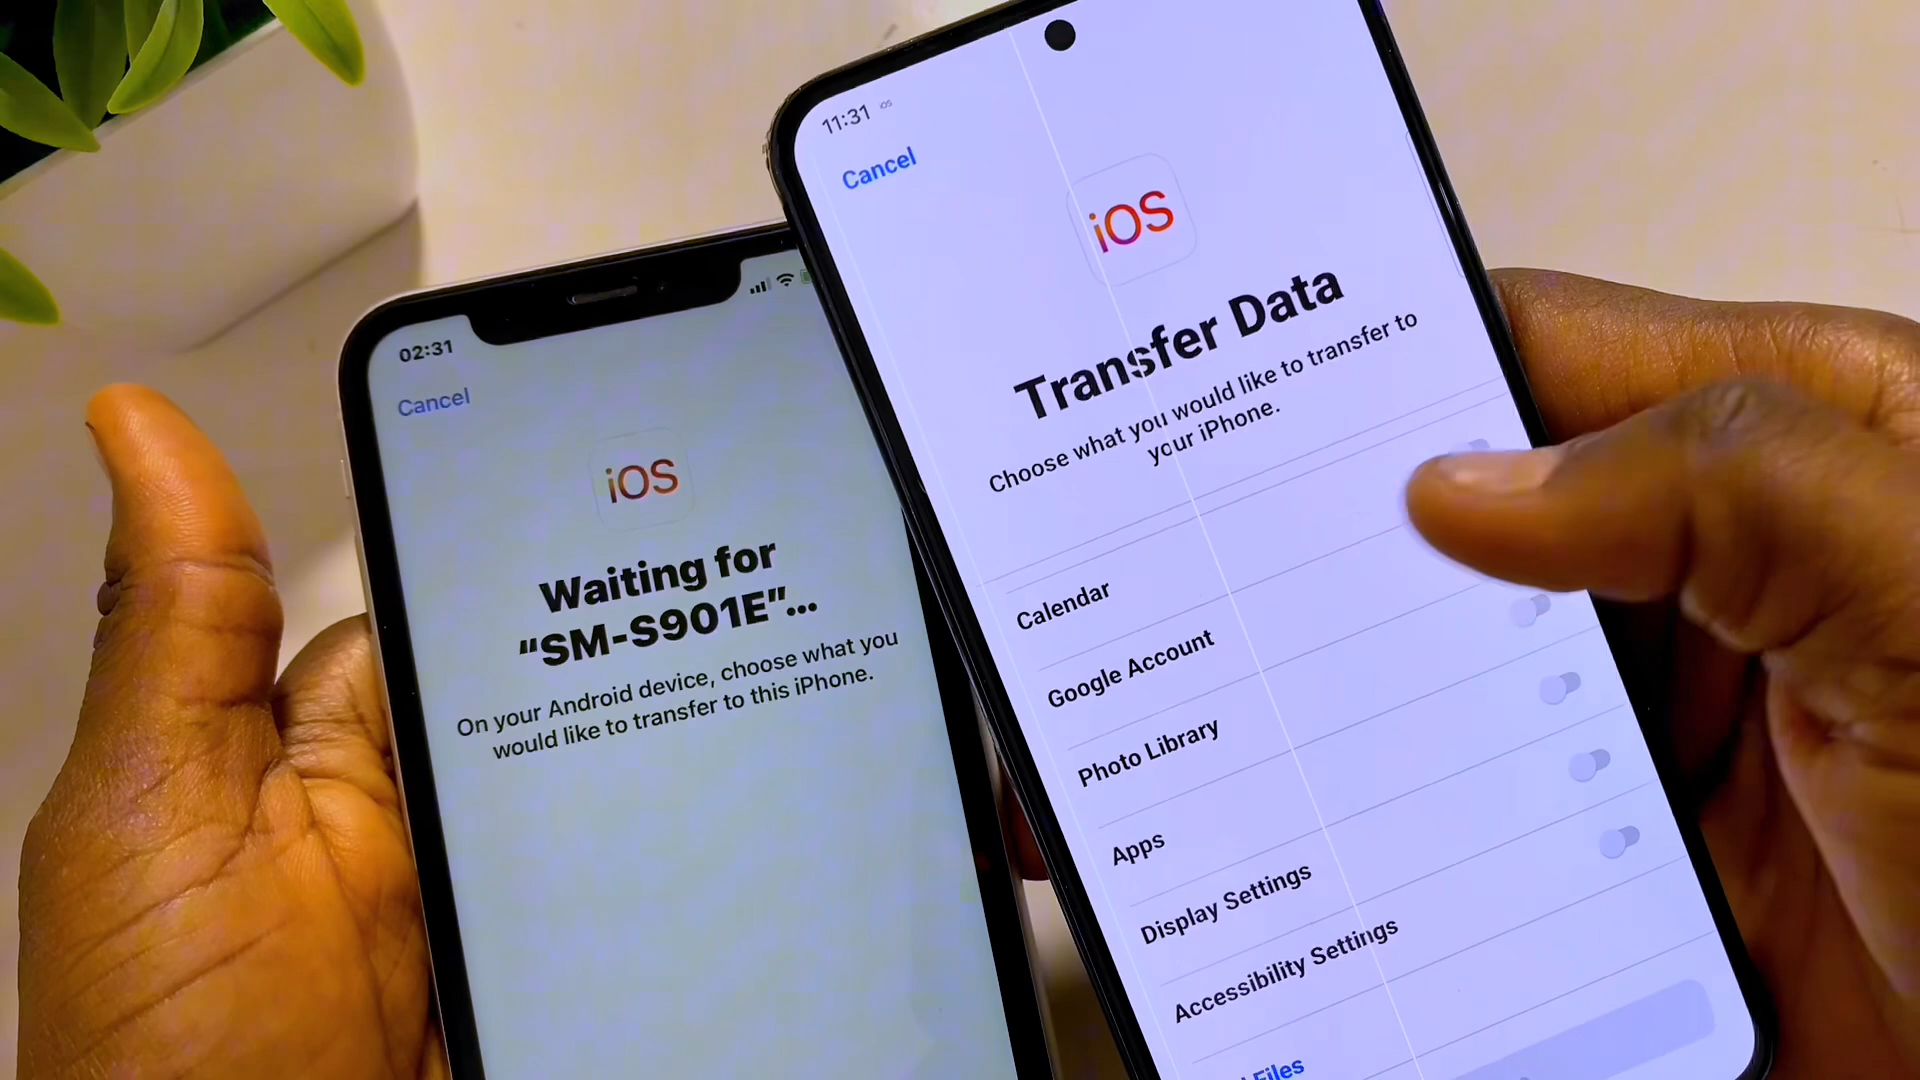 02:31
Cancel
iOS
Waiting for
“SM-S901E”...
On your Android device, choose what you
would like to transfer to this iPhone.
11:31 iOS
Cancel
iOS
Transfer Data
Choose what you would like to transfer to
your iPhone.
Calendar
Google Account
Photo Library
Apps
Display Settings
Accessibility Settings
Files